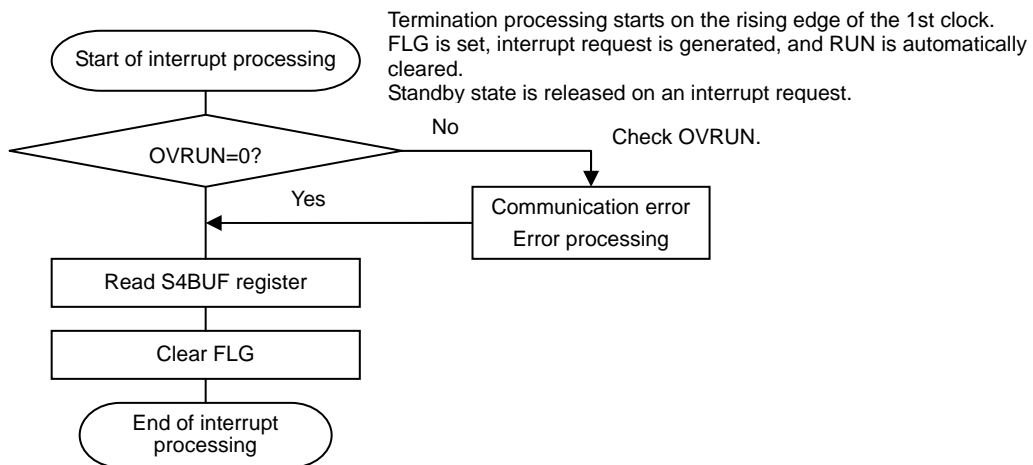 Termination processing starts on the rising edge of the 1st clock.
FLG is set, interrupt request is generated, and RUN is automatically
cleared.
Standby state is released on an interrupt request.
Start of interrupt processing
No
Check OVRUN.
OVRUN=0?
Yes
Communication error
Error processing
Read S4BUF register
Clear FLG
End of interrupt
processing